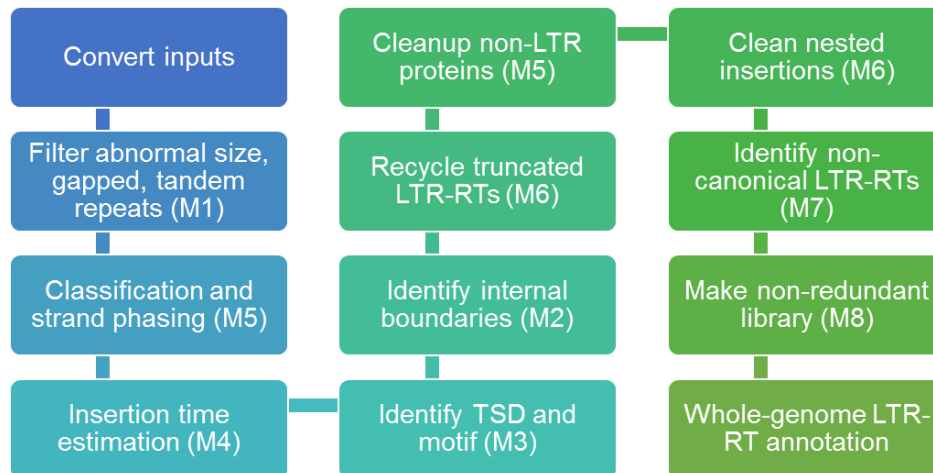 Convert inputs
Filter abnormal size,
gapped, tandem
repeats (M1)
Classification and
strand phasing (M5)
Insertion time
estimation (M4)
Identify TSD and
motif (M3)
Identify internal
boundaries (M2)
Recycle truncated
LTR-RTs (M6)
Cleanup non-LTR
proteins (M5)
Clean nested
insertions (M6)
Identify non-
canonical LTR-RTs
(M7)
Make non-redundant
library (M8)
Whole-genome LTR-
RT annotation